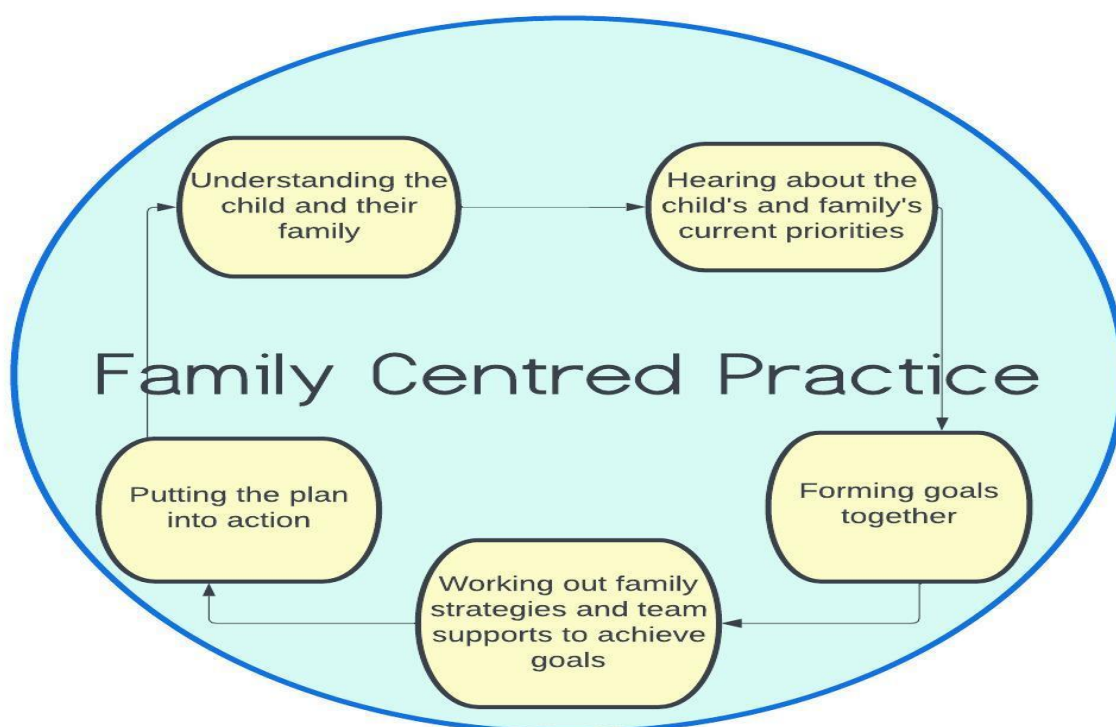 Understanding the
child and their
family
Hearing about the
child's and family's
current priorities
Family Centred Practice
Forming goals
together
Working out family
strategies and team
supports to achieve
goals
Putting the plan
into action